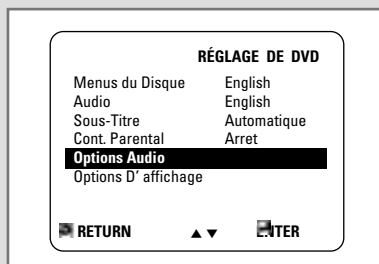 RÉGLAGE DE DVD
Menus du Disque English
Audio English
Sous-Titre Automatique
Cont. Parental Arret
Options Audio
Options D' affichage
RETURN ▲ ▼ ENTER